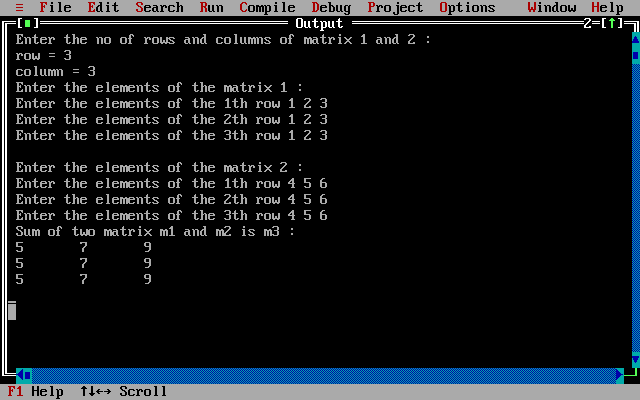 ≡ File Edit Search Run Compile Debug Project Options Window Help
[■] Output 2=[↑]
Enter the no of rows and columns of matrix 1 and 2 :
row = 3
column = 3
Enter the elements of the matrix 1 :
Enter the elements of the 1th row 1 2 3
Enter the elements of the 2th row 1 2 3
Enter the elements of the 3th row 1 2 3
Enter the elements of the matrix 2 :
Enter the elements of the 1th row 4 5 6
Enter the elements of the 2th row 4 5 6
Enter the elements of the 3th row 4 5 6
Sum of two matrix m1 and m2 is m3 :
5 7 9
5 7 9
5 7 9
F1 Help ↑↓←→ Scroll